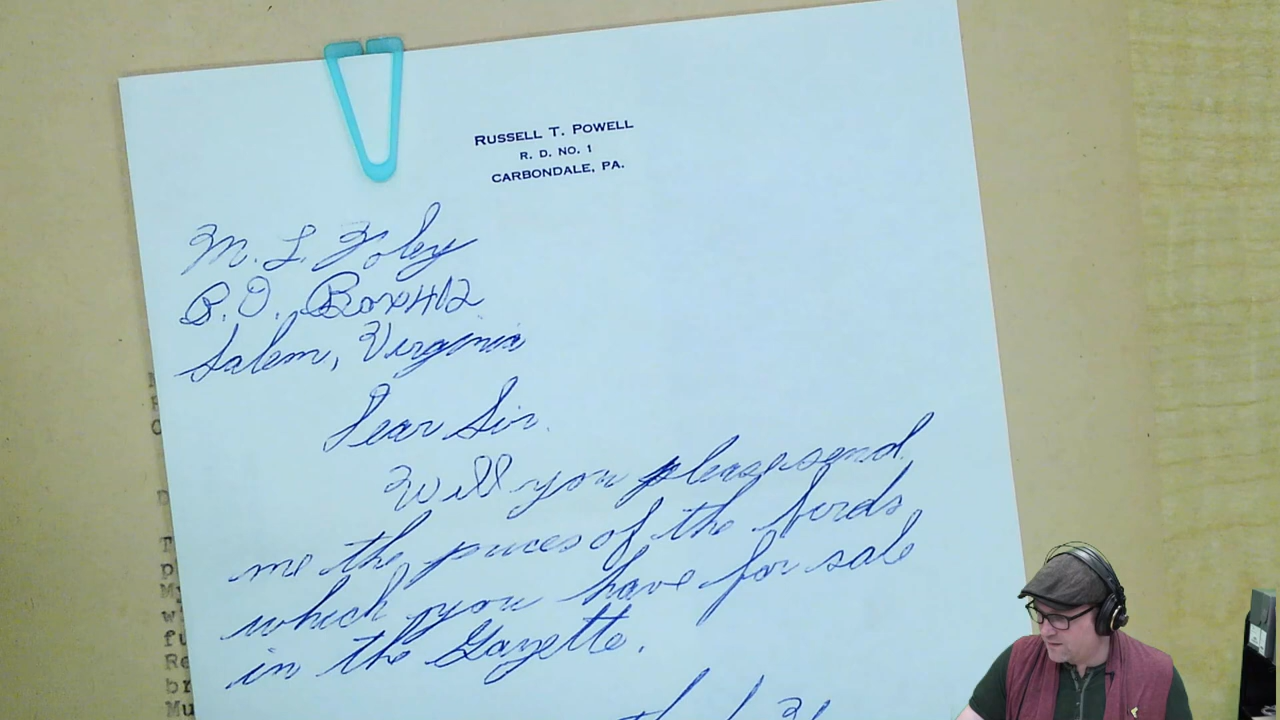 RUSSELL T. POWELL
R. D. NO. 1
CARBONDALE, PA.
M. L. Foley
P.O. Box 412
Salem, Virginia
Dear Sir.
Will you please send
me the prices of the birds
which you have for sale
in the Gazette.